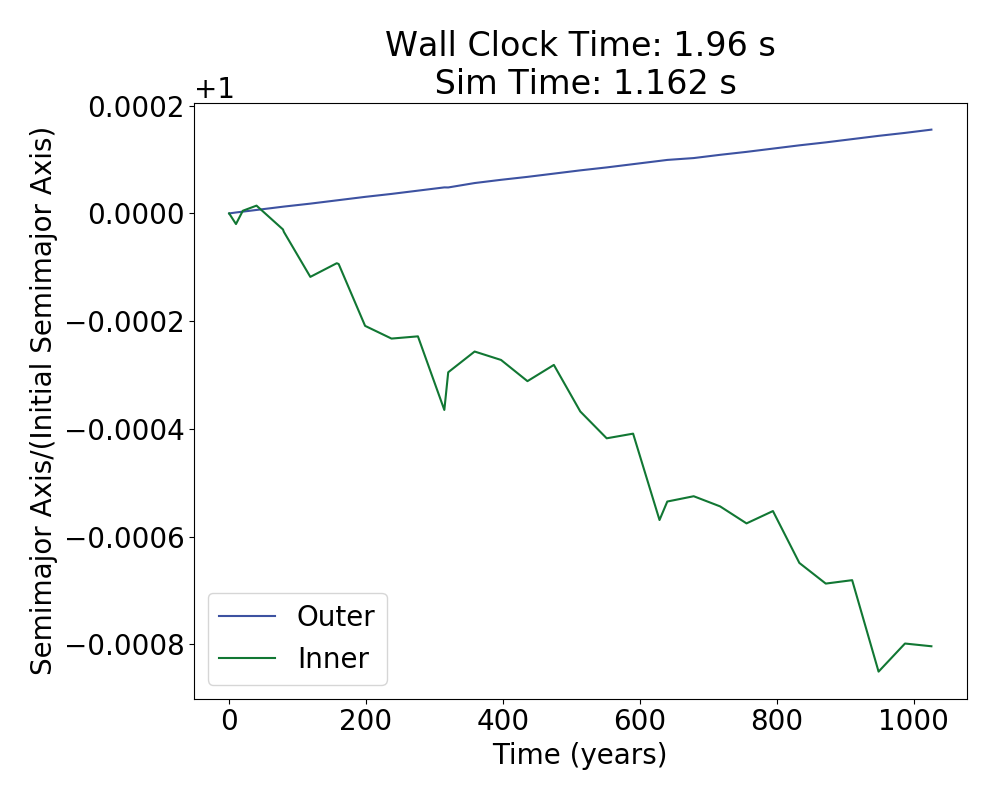 Wall Clock Time: 1.96 s
Sim Time: 1.162 s
+1
0.0002
0.0000
−0.0002
−0.0004
−0.0006
−0.0008
Semimajor Axis/(Initial Semimajor Axis)
Outer
Inner
0 200 400 600 800 1000
Time (years)